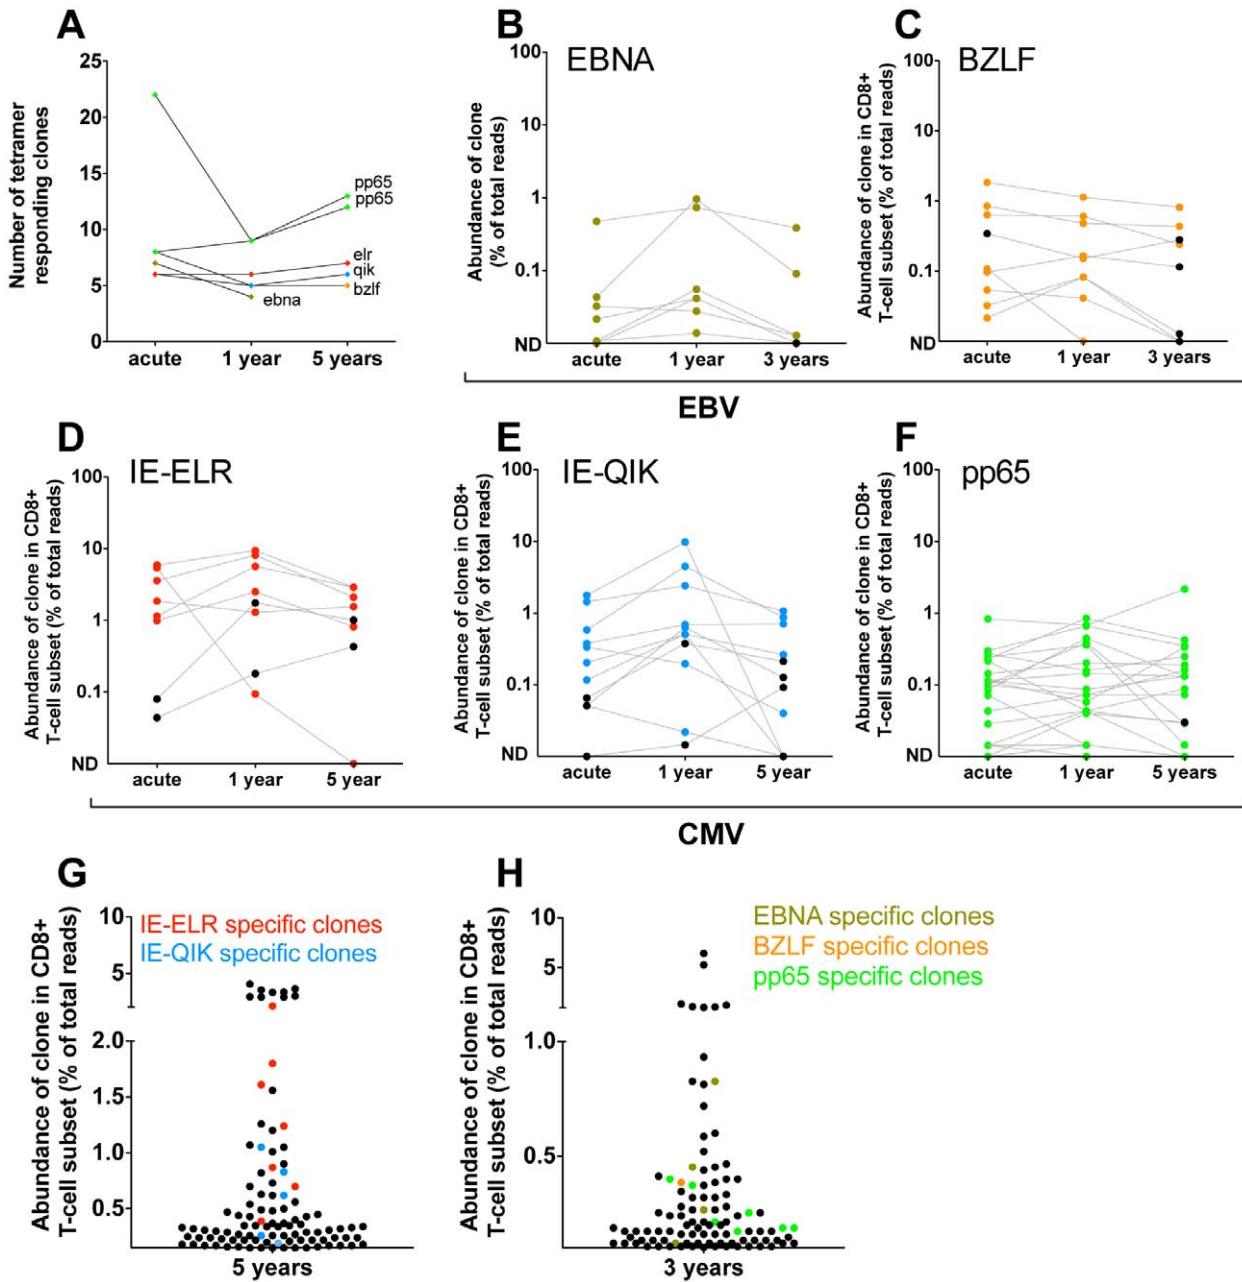 A
Number of tetramer
responding clones
25
20
15
10
5
0
acute 1 year 5 years
pp65
pp65
elr
qik
bzlf
ebna
B
EBNA
Abundance of clone
(% of total reads)
100
10
1
0.1
ND
acute 1 year 3 years
C
BZLF
Abundance of clone in CD8+
T-cell subset (% of total reads)
100
10
1
0.1
ND
acute 1 year 3 years
EBV
D
IE-ELR
Abundance of clone in CD8+
T-cell subset (% of total reads)
100
10
1
0.1
ND
acute 1 year 5 year
E
IE-QIK
Abundance of clone in CD8+
T-cell subset (% of total reads)
100
10
1
0.1
ND
acute 1 year 5 year
F
pp65
Abundance of clone in CD8+
T-cell subset (% of total reads)
100
10
1
0.1
ND
acute 1 year 5 years
CMV
G
IE-ELR specific clones
IE-QIK specific clones
Abundance of clone in CD8+
T-cell subset (% of total reads)
10
5
2.0
1.5
1.0
0.5
5 years
H
EBNA specific clones
BZLF specific clones
pp65 specific clones
Abundance of clone in CD8+
T-cell subset (% of total reads)
10
5
1.0
0.5
3 years